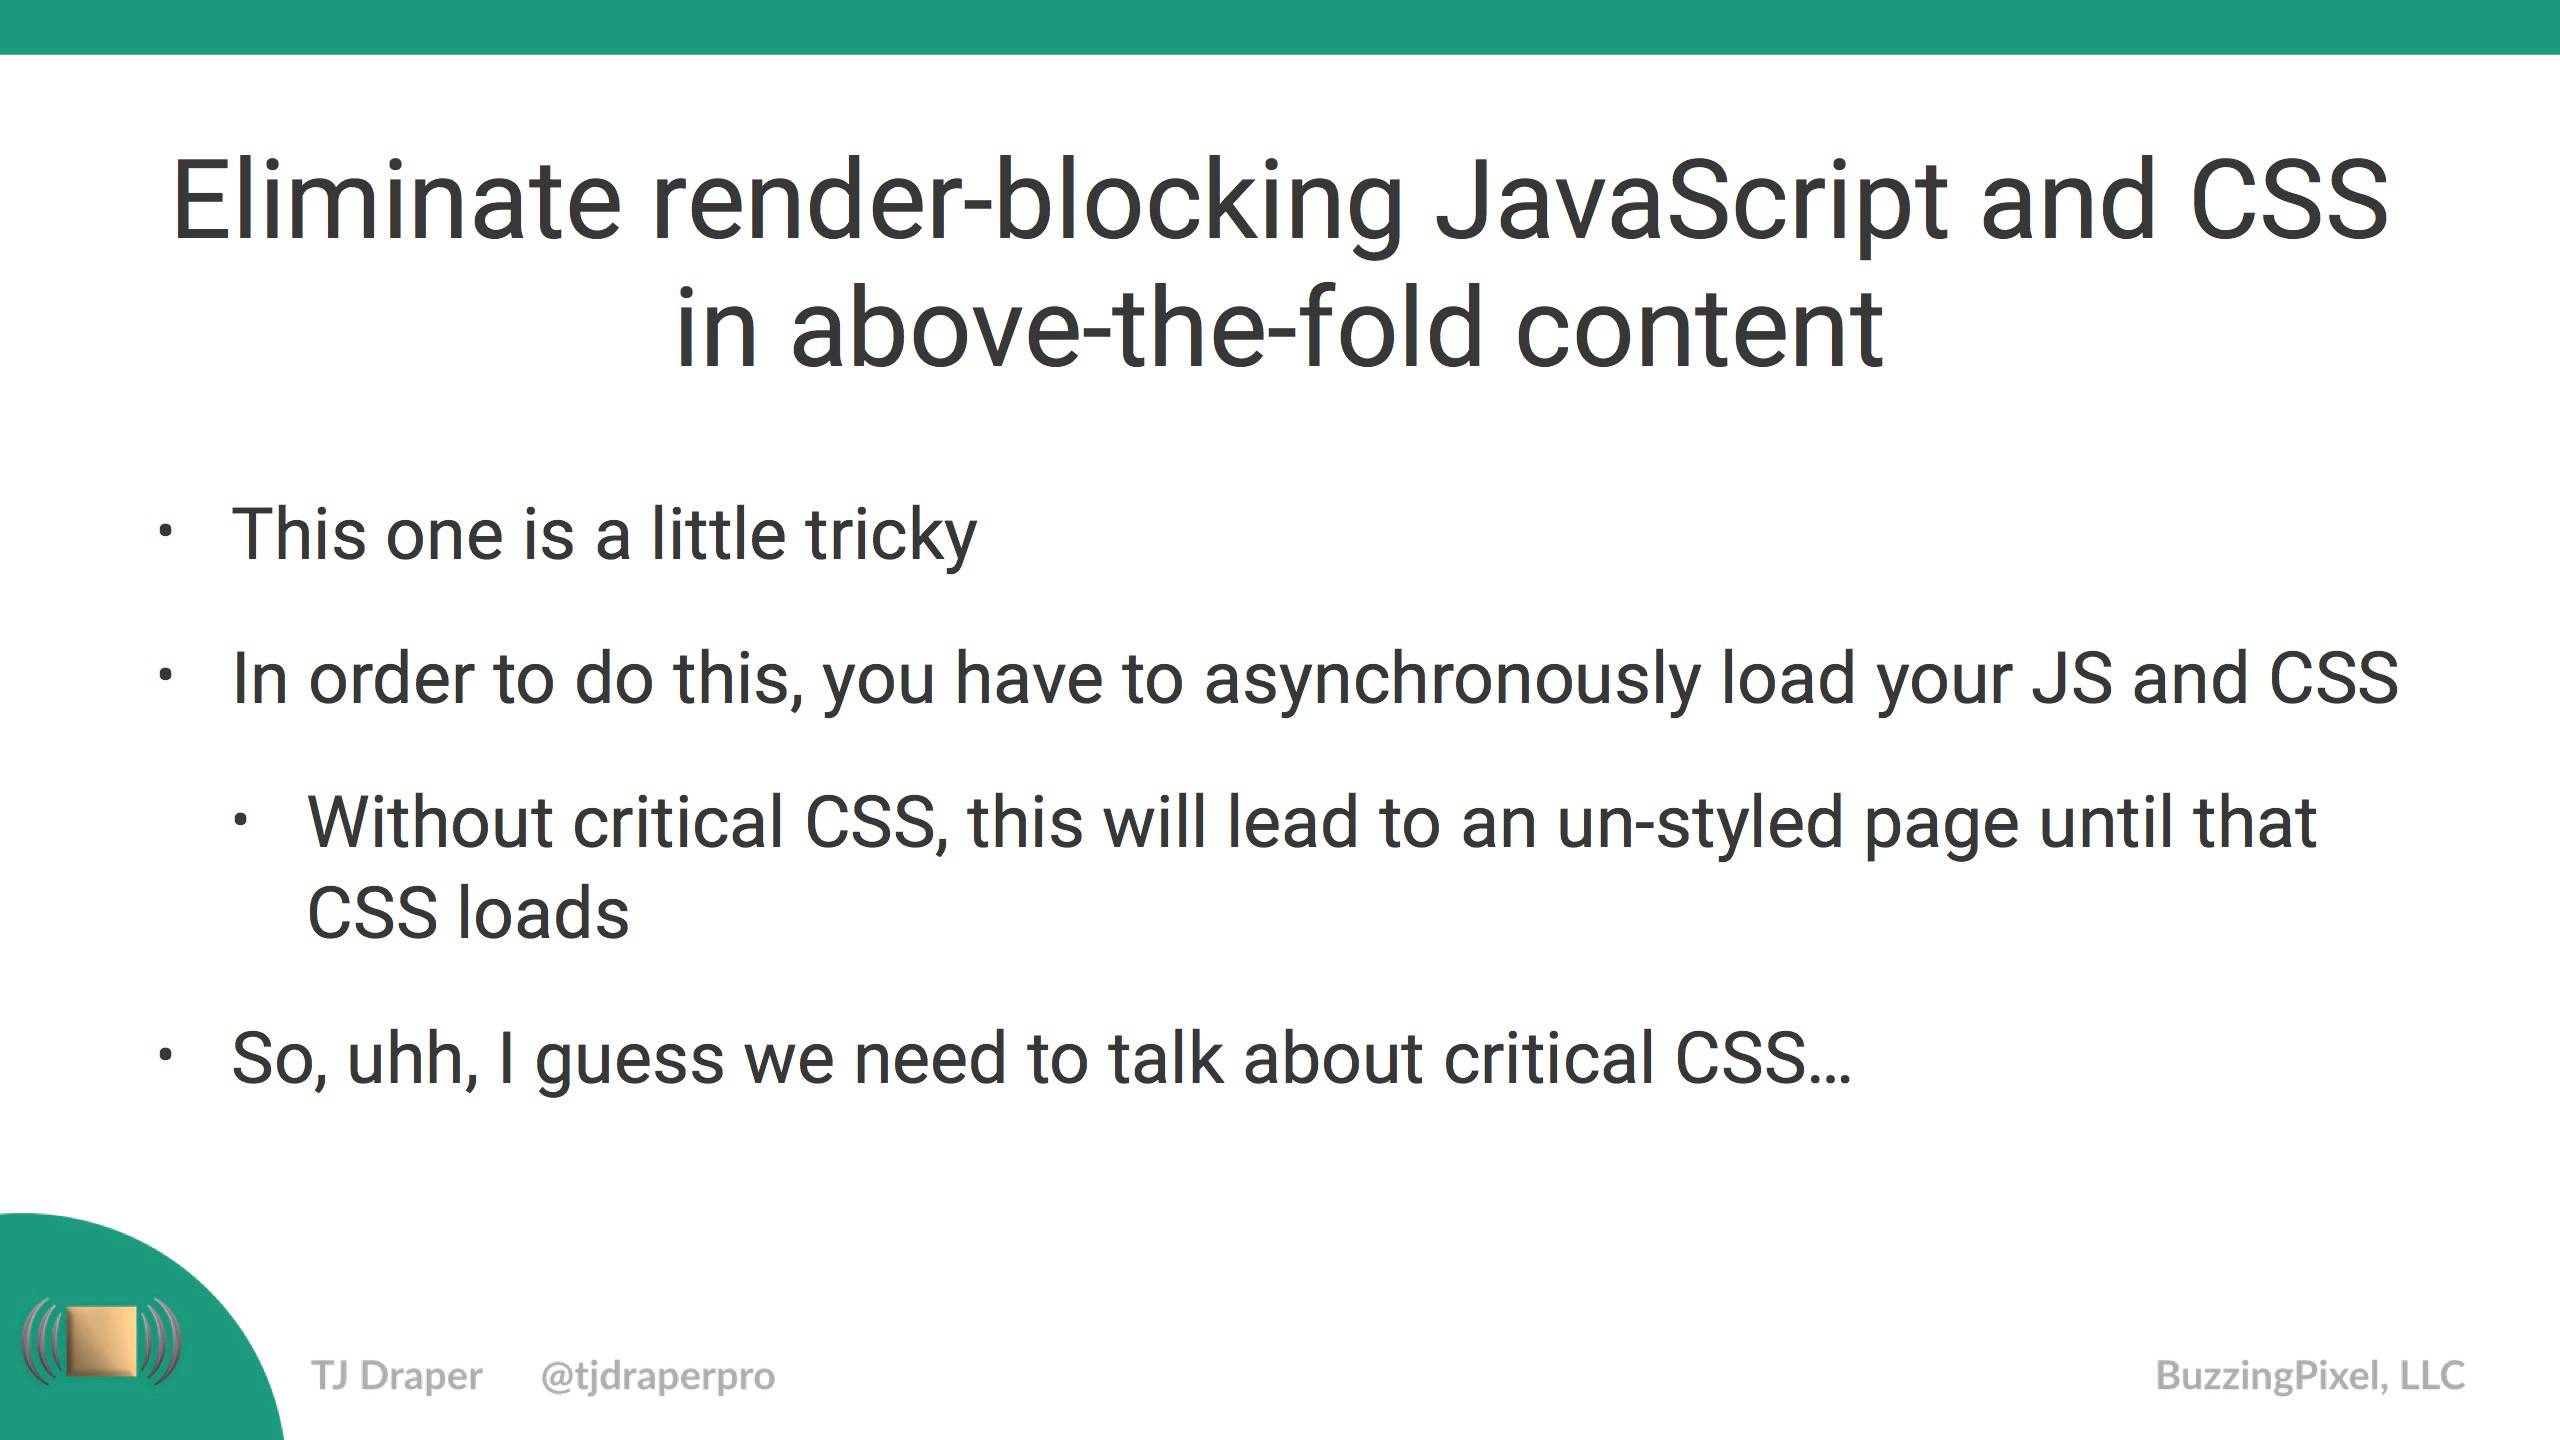 Eliminate render-blocking JavaScript and CSS
in above-the-fold content
• This one is a little tricky
• In order to do this, you have to asynchronously load your JS and CSS
• Without critical CSS, this will lead to an un-styled page until that
CSS loads
• So, uhh, I guess we need to talk about critical CSS…
TJ Draper @tjdraperpro
BuzzingPixel, LLC